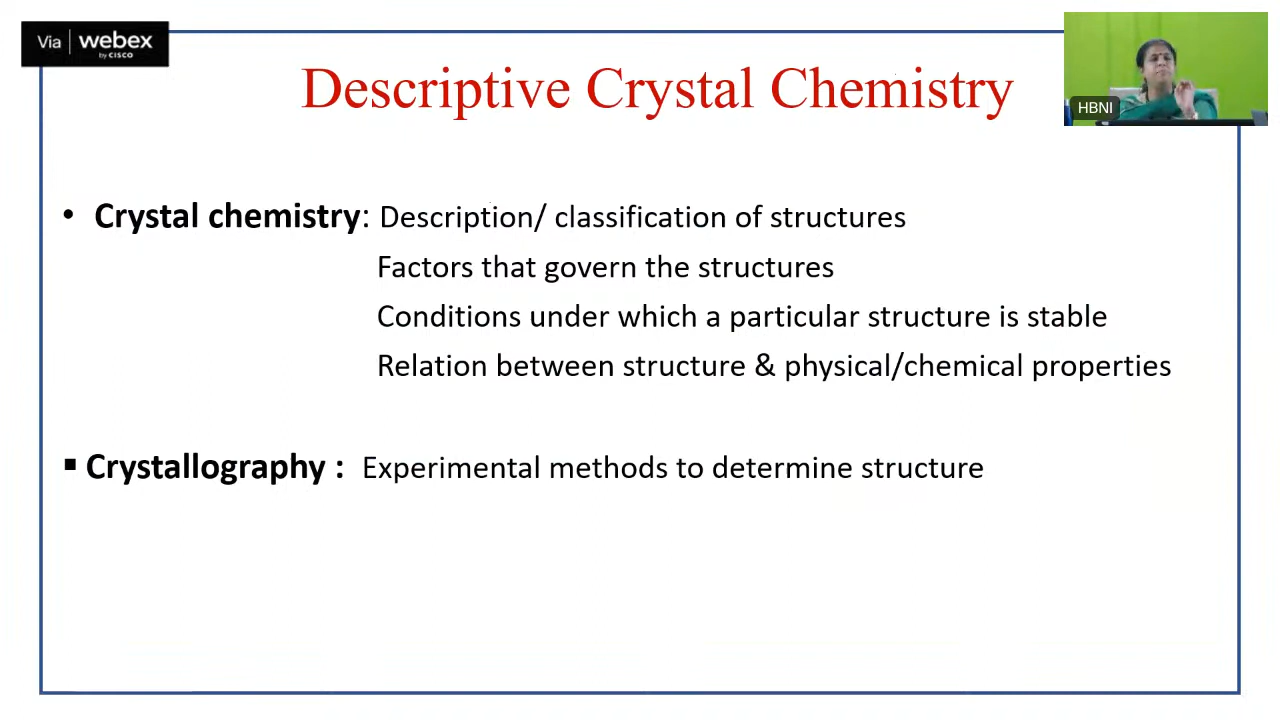 Via webex
by CISCO
Descriptive Crystal Chemistry
HBNI
• Crystal chemistry: Description/ classification of structures
Factors that govern the structures
Conditions under which a particular structure is stable
Relation between structure & physical/chemical properties
▪ Crystallography : Experimental methods to determine structure